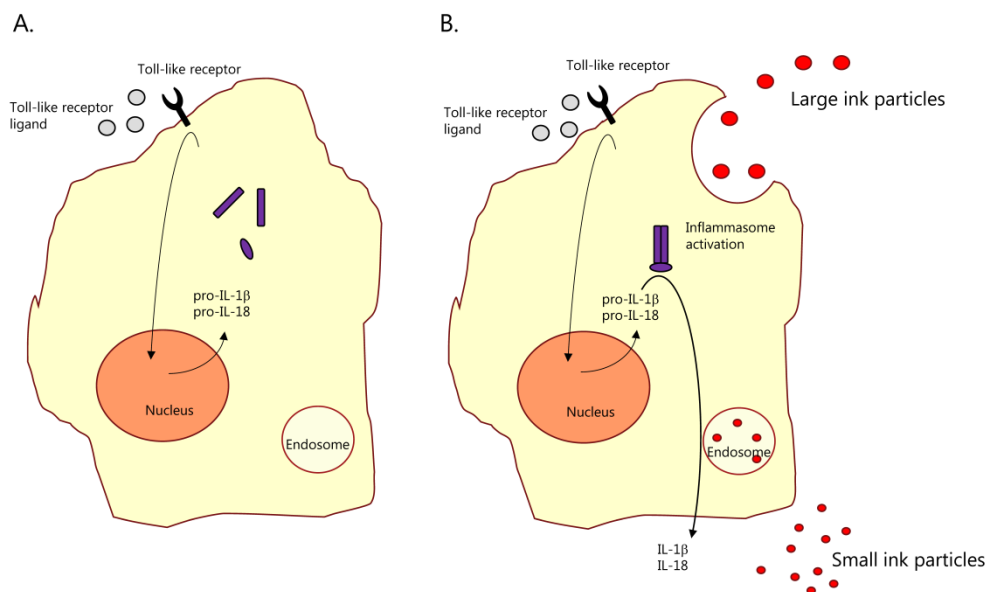 A.
Toll-like receptor
Toll-like receptor
ligand
pro-IL-1β
pro-IL-18
Nucleus
Endosome
B.
Toll-like receptor
Toll-like receptor
ligand
Large ink particles
Inflammasome
activation
pro-IL-1β
pro-IL-18
Nucleus
Endosome
IL-1β
IL-18
Small ink particles